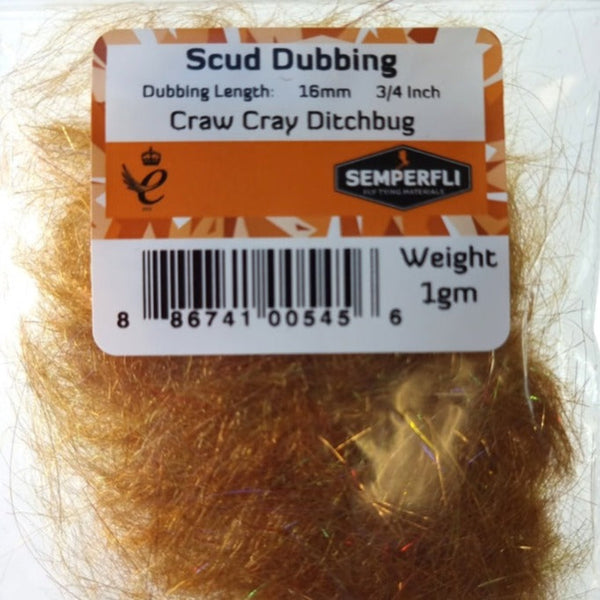 Scud Dubbing
Dubbing Length: 16mm 3/4 Inch
Craw Cray Ditchbug
SEMPERFLI
FLY TYING MATERIALS
Weight
1gm
8 86741 00545 6